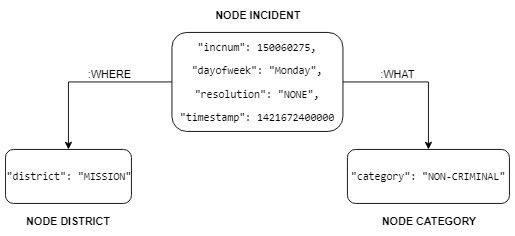 NODE INCIDENT
"incnum": 150060275,
"dayofweek": "Monday",
"resolution": "NONE",
"timestamp": 1421672400000
:WHERE
:WHAT
"district": "MISSION"
"category": "NON-CRIMINAL"
NODE DISTRICT
NODE CATEGORY